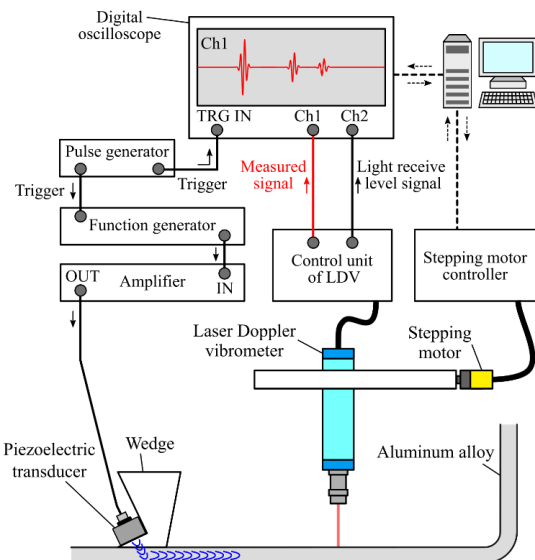 Digital
oscilloscope
Ch1
TRG IN
Ch1
Ch2
Pulse generator
Trigger
Trigger
Measured
signal
Light receive
level signal
Function generator
OUT
Amplifier
IN
Control unit
of LDV
Stepping motor
controller
Laser Doppler
vibrometer
Stepping
motor
Piezoelectric
transducer
Wedge
Aluminum alloy